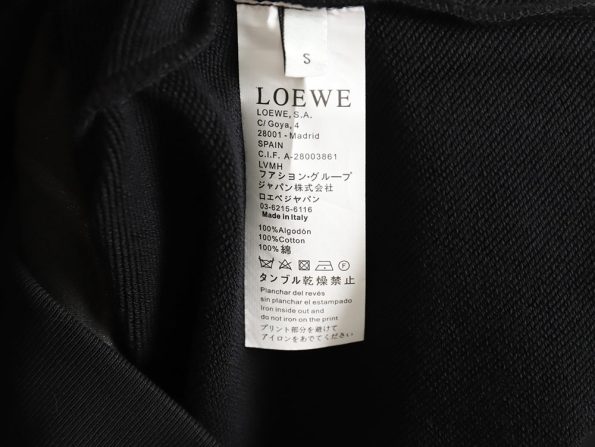 S
LOEWE
LOEWE, S.A.
C/ Goya, 4
28001 - Madrid
SPAIN
C.I.F. A-28003861
LVMH
ファション・グループ
ジャパン株式会社
ロエベジャパン
03-6215-6116
Made in Italy
100%Algodón
100%Cotton
100% 綿
タンブル乾燥禁止
Planchar del revés
sin planchar el estampado
Iron inside out and
do not iron on the print
プリント部分を避けて
アイロンをあでてください